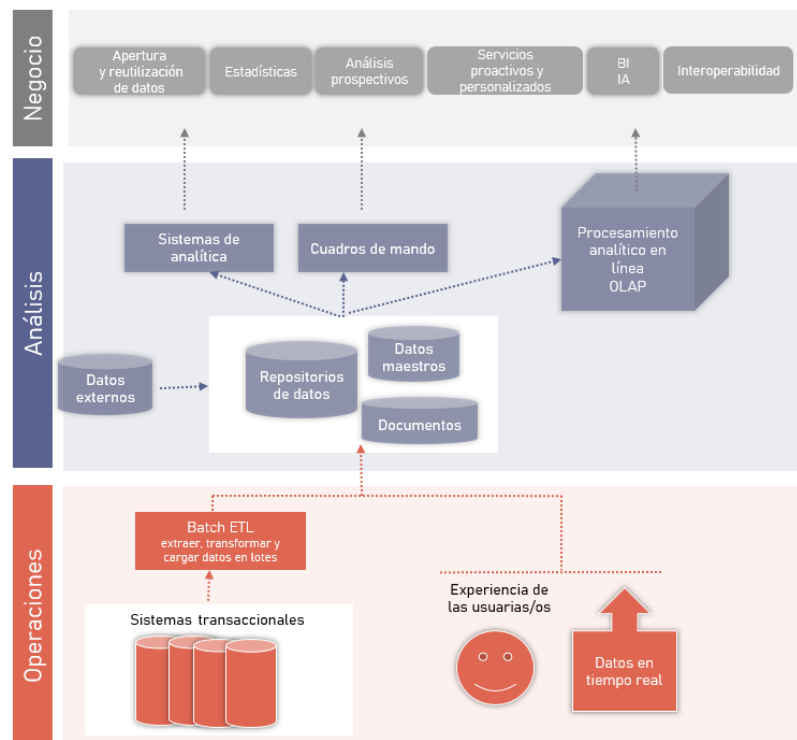 Negocio
Apertura
y reutilización
de datos
Estadísticas
Análisis
prospectivos
Servicios
proactivos y
personalizados
BI
IA
Interoperabilidad
Análisis
Sistemas de
analítica
Cuadros de mando
Procesamiento
analítico en
línea
OLAP
Datos
externos
Repositorios
de datos
Datos
maestros
Documentos
Operaciones
Batch ETL
extraer, transformar y
cargar datos en lotes
Sistemas transaccionales
Experiencia de
las usuarias/os
Datos en
tiempo real